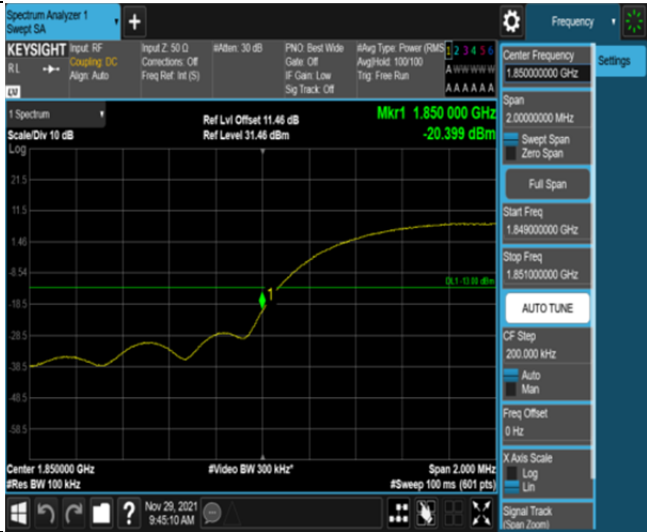 Spectrum Analyzer 1
Swept SA
+
Frequency
KEYSIGHT
RL
LV
Input: RF
Coupling: DC
Align: Auto
Input Z: 50 Ω
Corrections: Off
Freq Ref: Int (S)
#Atten: 30 dB
PNO: Best Wide
Gate: Off
IF Gain: Low
Sig Track: Off
#Avg Type: Power (RMS
Avg|Hold: 100/100
Trig: Free Run
1 2 3 4 5 6
A W W W W W
A A A A A A
1 Spectrum
Scale/Div 10 dB
Log
Ref Lvl Offset 11.46 dB
Ref Level 31.46 dBm
Mkr1 1.850 000 GHz
-20.399 dBm
21.5
11.5
1.46
-8.54
-18.5
-28.5
-38.5
-48.5
-58.5
DL1 -13.00 dBm
1
Center 1.850000 GHz
#Res BW 100 kHz
#Video BW 300 kHz*
Span 2.000 MHz
#Sweep 100 ms (601 pts)
Nov 29, 2021
9:45:10 AM
?
Settings
Center Frequency
1.850000000 GHz
Span
2.00000000 MHz
Swept Span
Zero Span
Full Span
Start Freq
1.849000000 GHz
Stop Freq
1.851000000 GHz
AUTO TUNE
CF Step
200.000 kHz
Auto
Man
Freq Offset
0 Hz
X Axis Scale
Log
Lin
Signal Track
(Span Zoom)